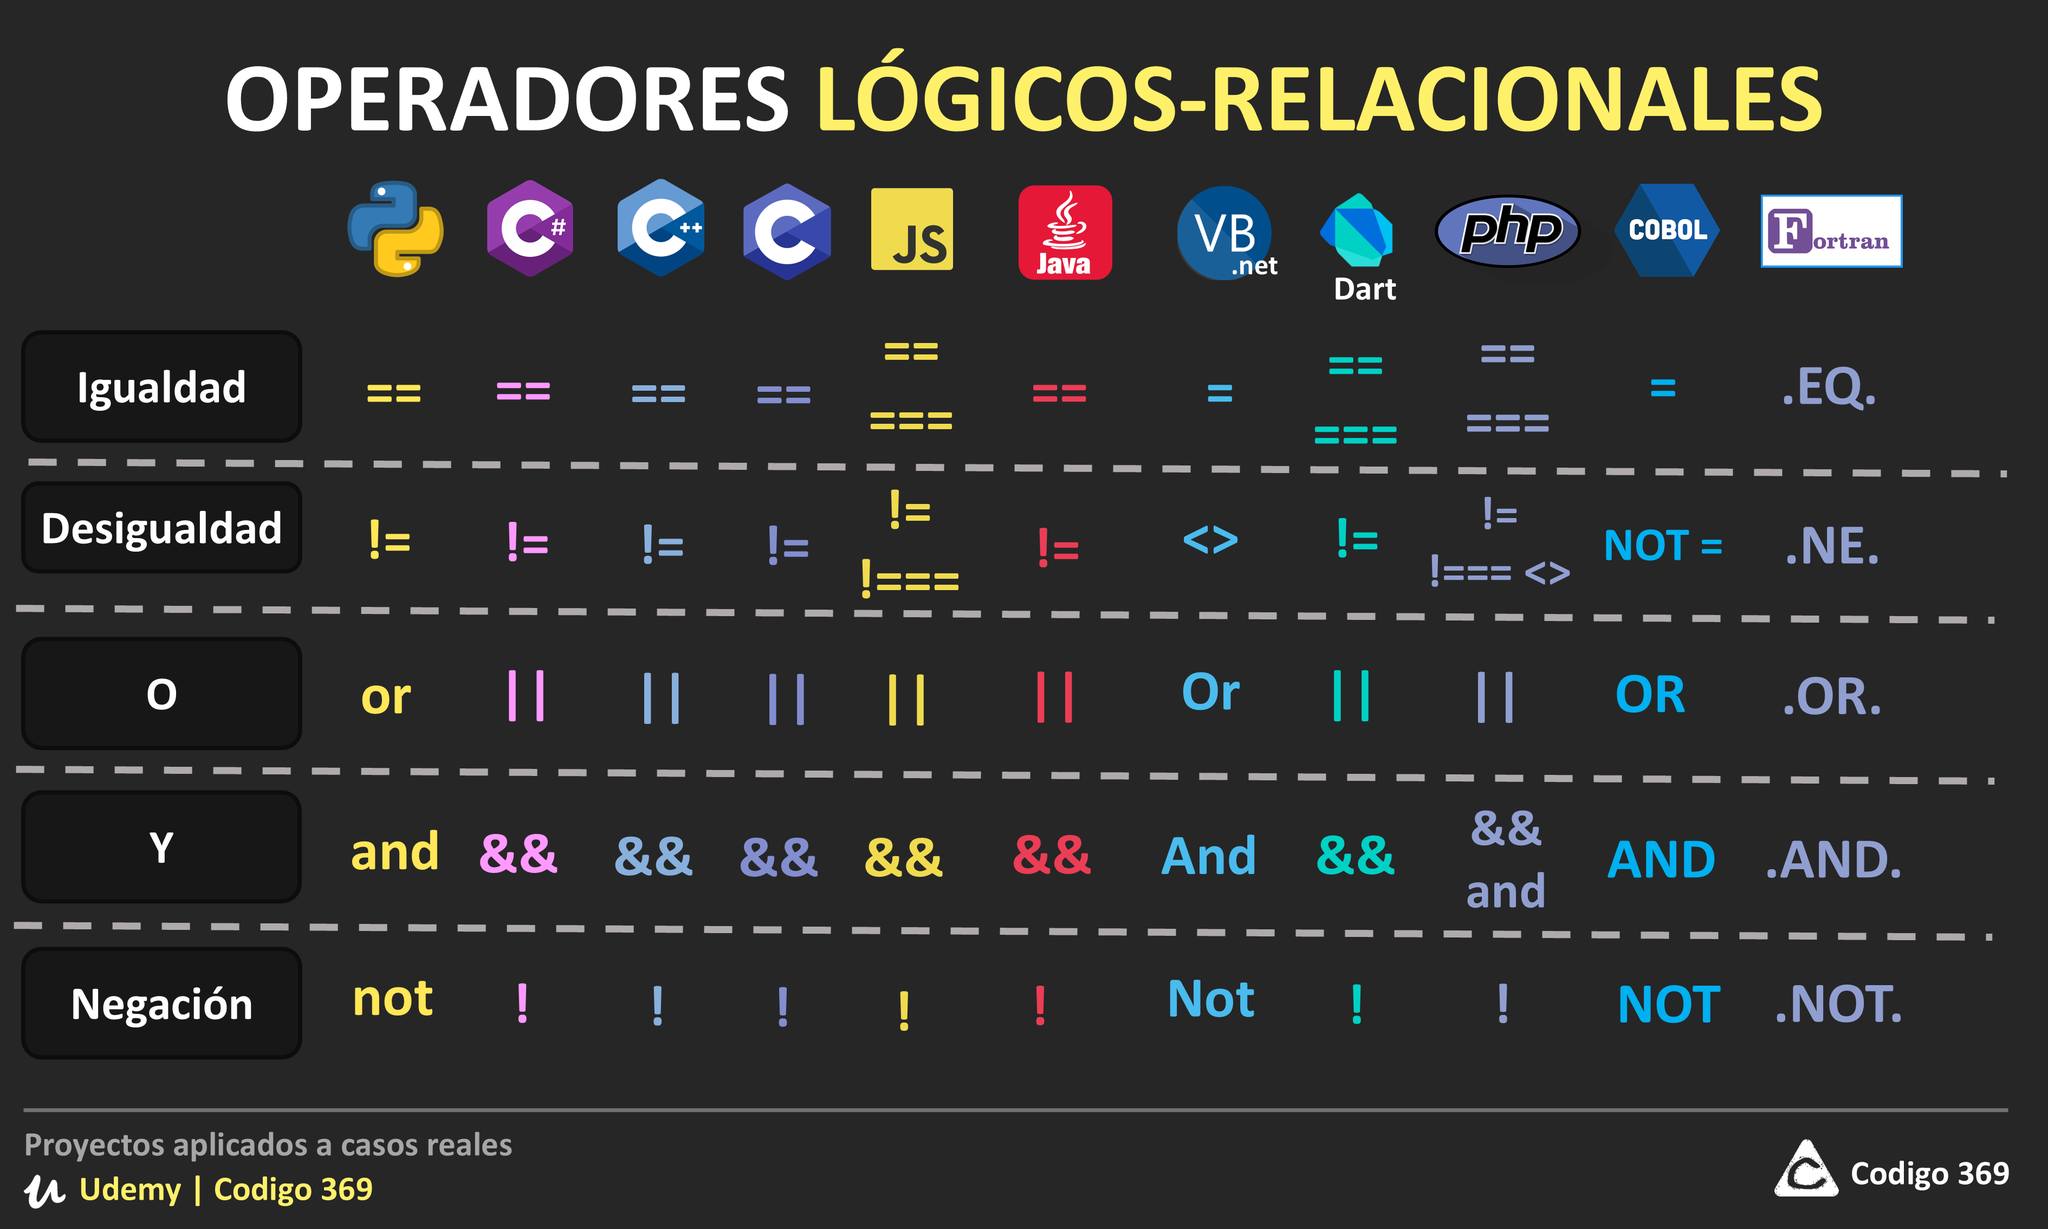 OPERADORES LÓGICOS-RELACIONALES
C# C++ C JS Java VB .net Dart php COBOL Fortran
Igualdad == == == == == === == = == === == === = .EQ.
Desigualdad != != != != != !=== != <> != != !=== <> NOT = .NE.
O or || || || || || Or || || OR .OR.
Y and && && && && && And && && and AND .AND.
Negación not ! ! ! ! ! Not ! ! NOT .NOT.
Proyectos aplicados a casos reales
Udemy | Codigo 369
C Codigo 369